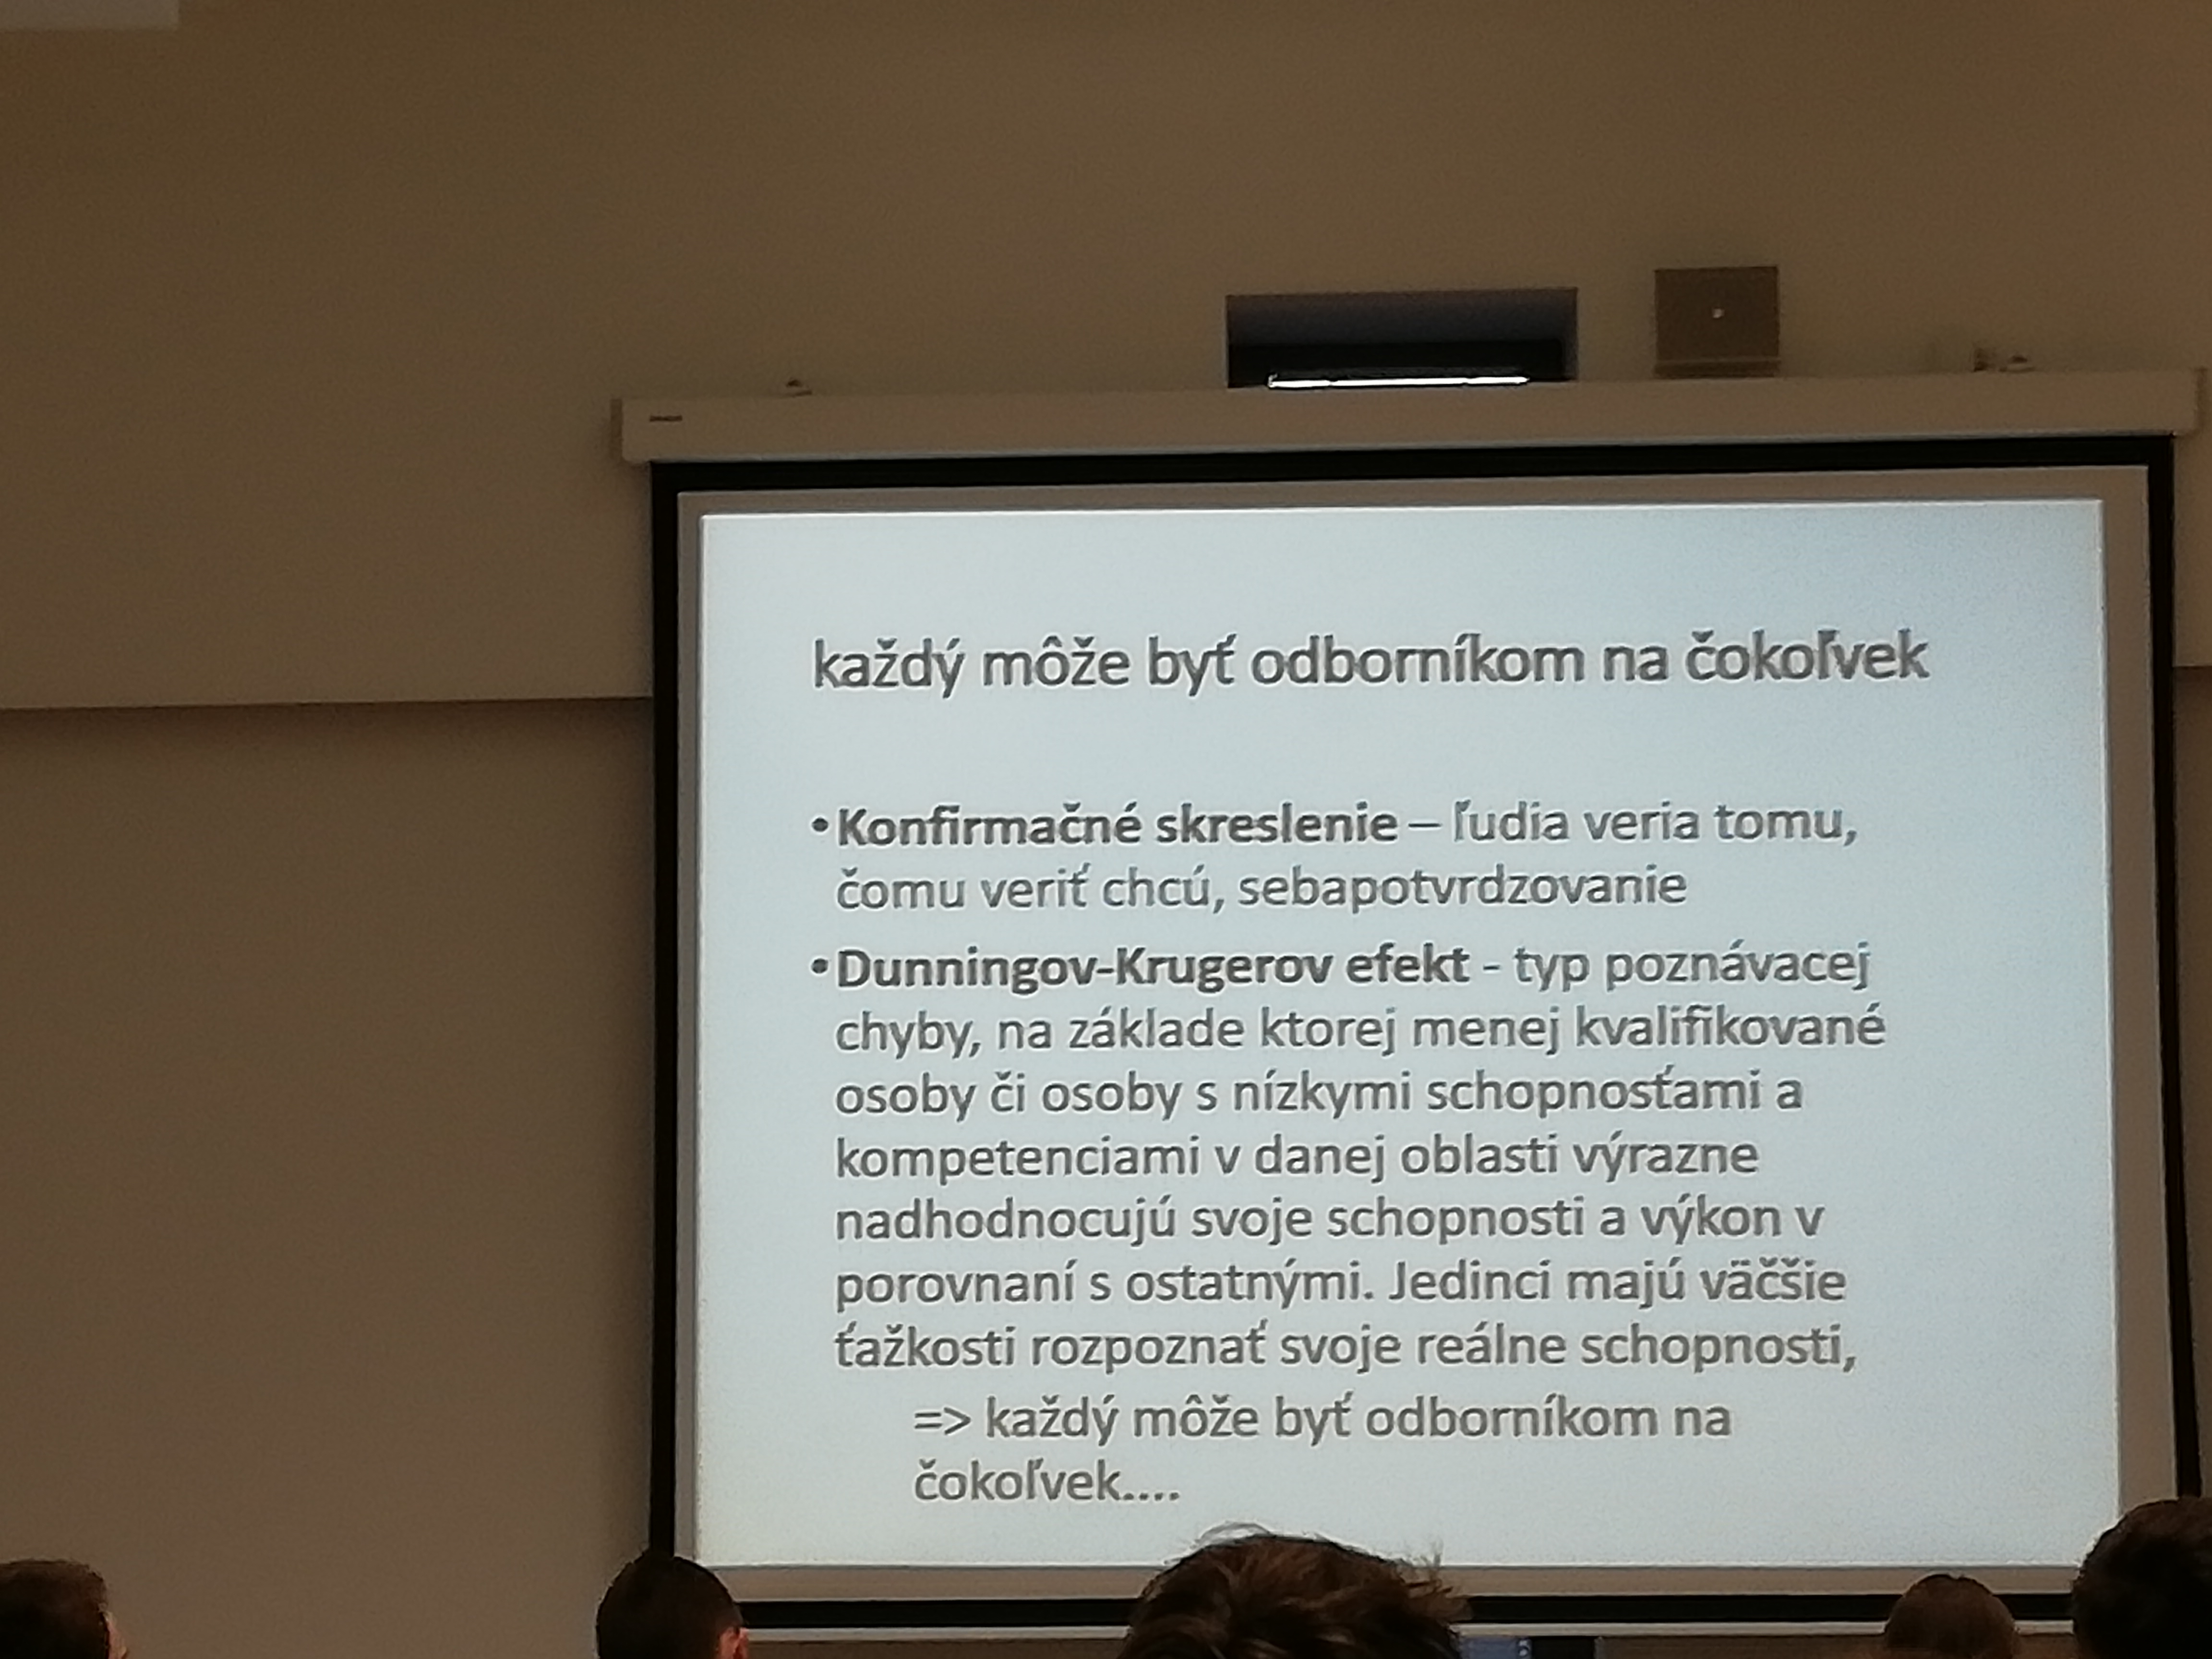 každý môže byť odborníkom na čokoľvek
•Konfirmačné skreslenie – ľudia veria tomu,
čomu veriť chcú, sebapotvrdzovanie
•Dunningov-Krugerov efekt - typ poznávacej
chyby, na základe ktorej menej kvalifikované
osoby či osoby s nízkymi schopnosťami a
kompetenciami v danej oblasti výrazne
nadhodnocujú svoje schopnosti a výkon v
porovnaní s ostatnými. Jedinci majú väčšie
ťažkosti rozpoznať svoje reálne schopnosti,
=> každý môže byť odborníkom na
čokoľvek....